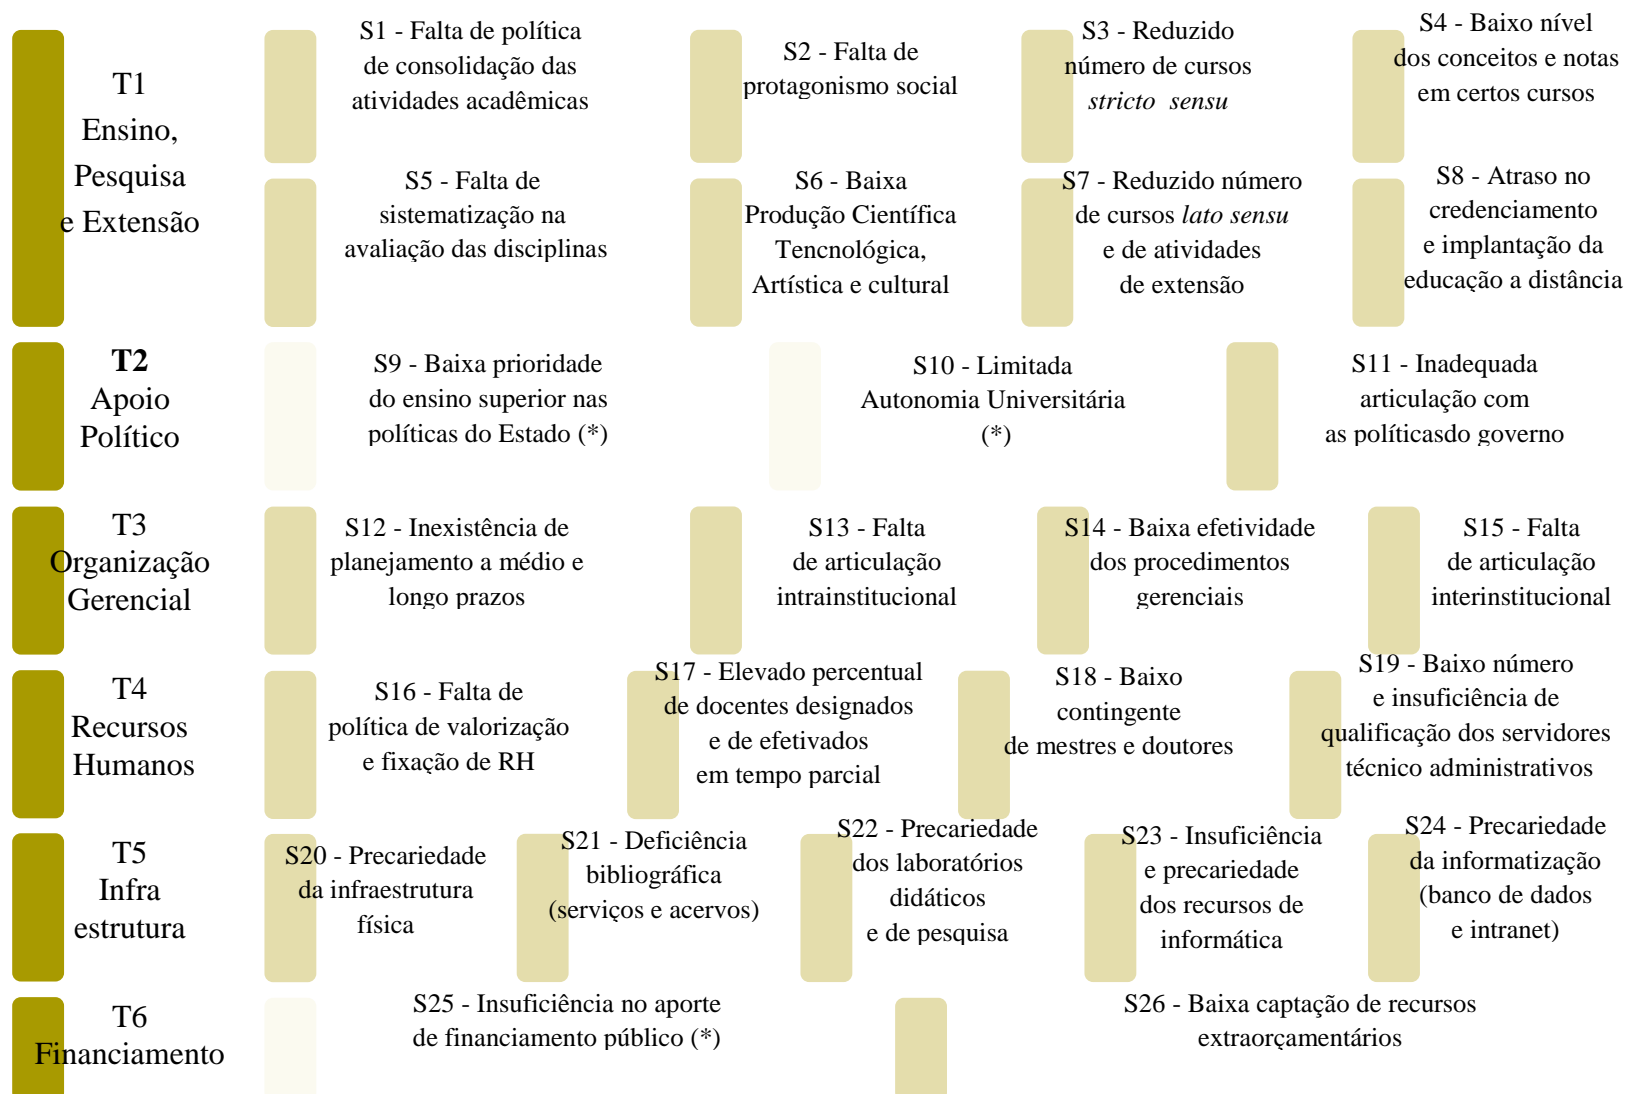 T1
Ensino,
Pesquisa
e Extensão
S1 - Falta de política
de consolidação das
atividades acadêmicas
S2 - Falta de
protagonismo social
S3 - Reduzido
número de cursos
stricto sensu
S4 - Baixo nível
dos conceitos e notas
em certos cursos
S5 - Falta de
sistematização na
avaliação das disciplinas
S6 - Baixa
Produção Científica
Tencnológica,
Artística e cultural
S7 - Reduzido número
de cursos lato sensu
e de atividades
de extensão
S8 - Atraso no
credenciamento
e implantação da
educação a distância
T2
Apoio
Político
S9 - Baixa prioridade
do ensino superior nas
políticas do Estado (*)
S10 - Limitada
Autonomia Universitária
(*)
S11 - Inadequada
articulação com
as políticasdo governo
T3
Organização
Gerencial
S12 - Inexistência de
planejamento a médio e
longo prazos
S13 - Falta
de articulação
intrainstitucional
S14 - Baixa efetividade
dos procedimentos
gerenciais
S15 - Falta
de articulação
interinstitucional
T4
Recursos
Humanos
S16 - Falta de
política de valorização
e fixação de RH
S17 - Elevado percentual
de docentes designados
e de efetivados
em tempo parcial
S18 - Baixo
contingente
de mestres e doutores
S19 - Baixo número
e insuficiência de
qualificação dos servidores
técnico administrativos
T5
Infra
estrutura
S20 - Precariedade
da infraestrutura
física
S21 - Deficiência
bibliográfica
(serviços e acervos)
S22 - Precariedade
dos laboratórios
didáticos
e de pesquisa
S23 - Insuficiência
e precariedade
dos recursos de
informática
S24 - Precariedade
da informatização
(banco de dados
e intranet)
T6
Financiamento
S25 - Insuficiência no aporte
de financiamento público (*)
S26 - Baixa captação de recursos
extraorçamentários